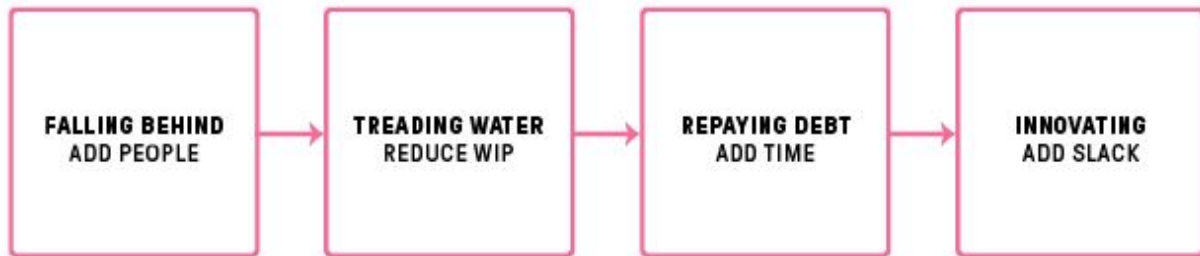 FALLING BEHIND
ADD PEOPLE
TREADING WATER
REDUCE WIP
REPAYING DEBT
ADD TIME
INNOVATING
ADD SLACK